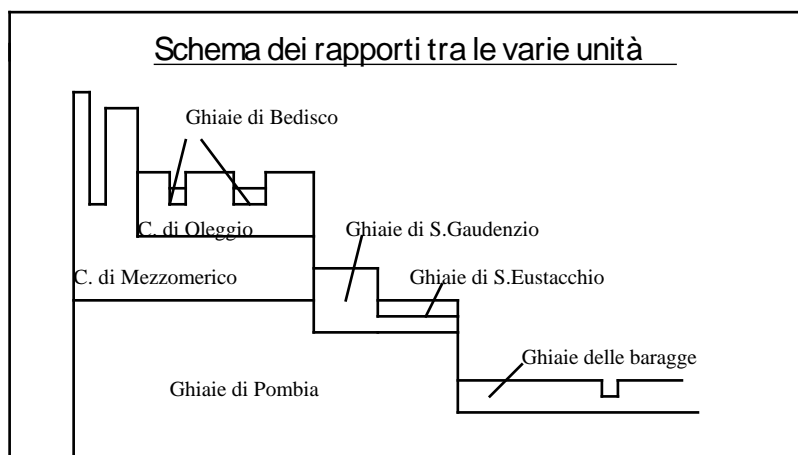 Schema dei rapporti tra le varie unità
Ghiaie di Bedisco
C. di Oleggio
Ghiaie di S.Gaudenzio
C. di Mezzomerico
Ghiaie di S.Eustacchio
Ghiaie delle baragge
Ghiaie di Pombia